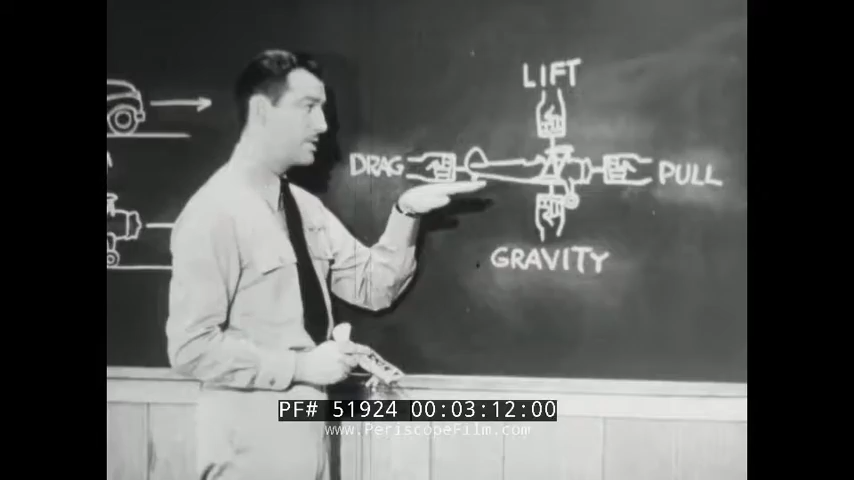 LIFT
DRAG
PULL
GRAVITY
PF# 51924 00:03:12:00
www.PeriscopeFilm.com